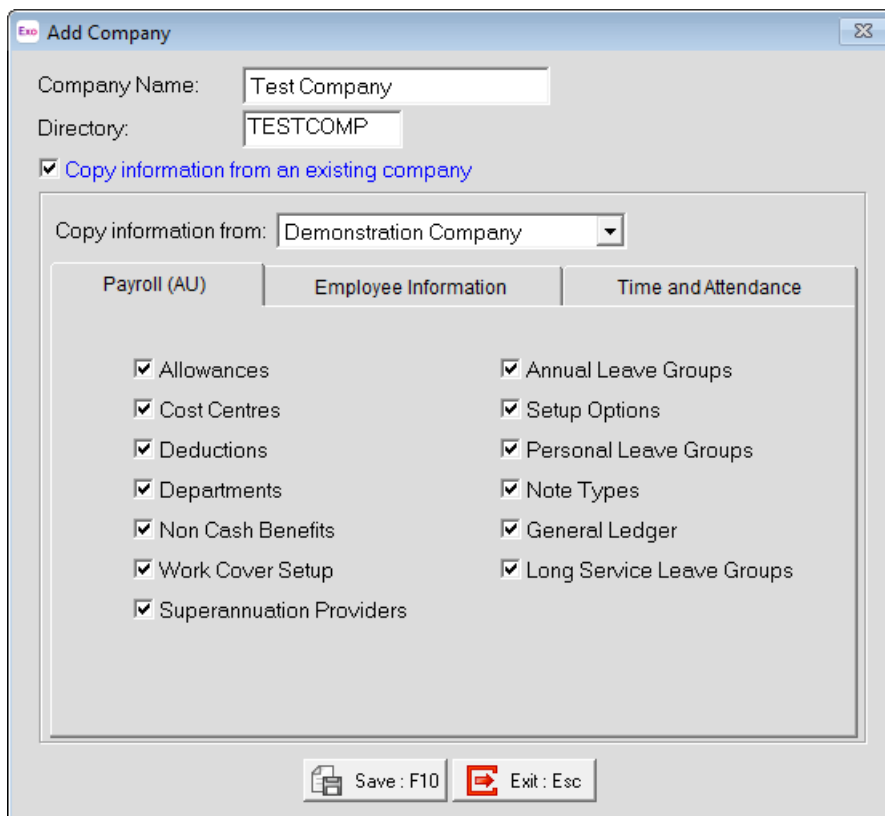 Exo Add Company
Company Name: Test Company
Directory: TESTCOMP
Copy information from an existing company
Copy information from: Demonstration Company
Payroll (AU) Employee Information Time and Attendance
Allowances Annual Leave Groups
Cost Centres Setup Options
Deductions Personal Leave Groups
Departments Note Types
Non Cash Benefits General Ledger
Work Cover Setup Long Service Leave Groups
Superannuation Providers
Save : F10 Exit : Esc